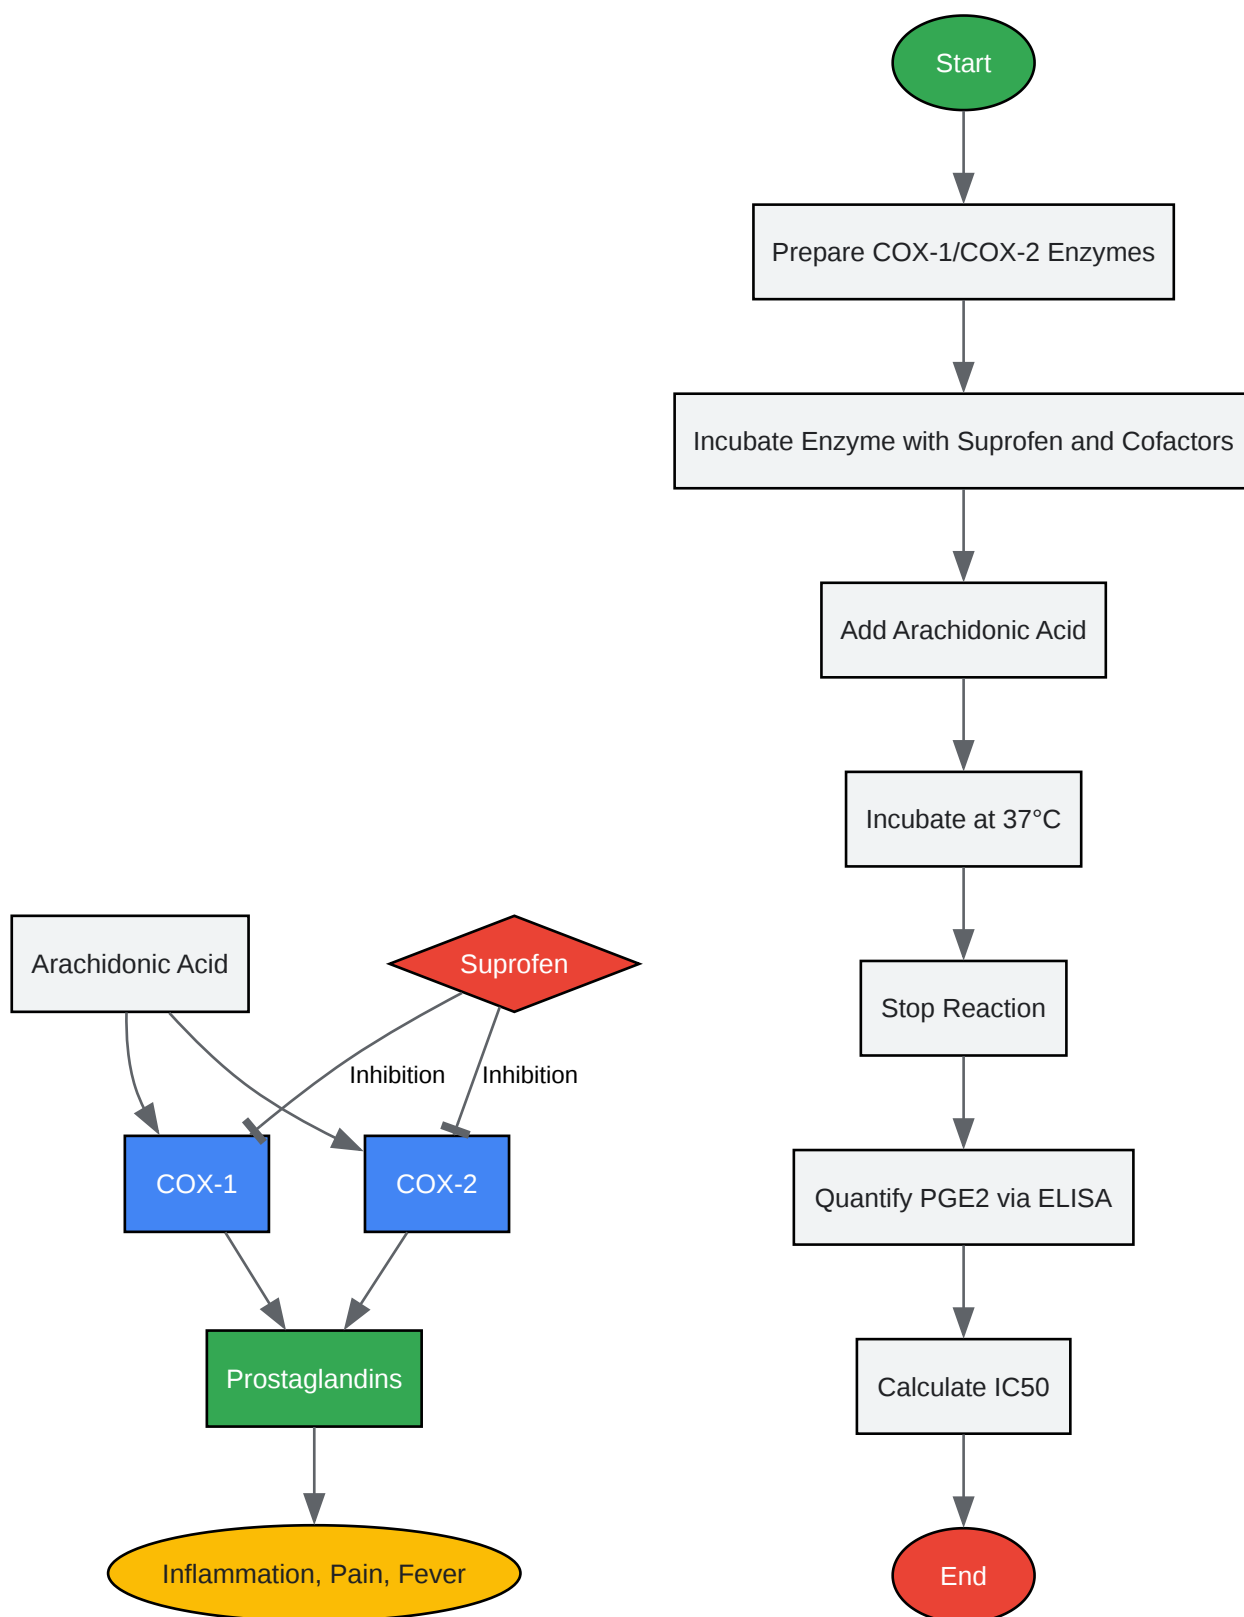 Start
Prepare COX-1/COX-2 Enzymes
Incubate Enzyme with Suprofen and Cofactors
Add Arachidonic Acid
Incubate at 37°C
Stop Reaction
Quantify PGE2 via ELISA
Calculate IC50
End
Arachidonic Acid
Suprofen
Inhibition
Inhibition
COX-1
COX-2
Prostaglandins
Inflammation, Pain, Fever